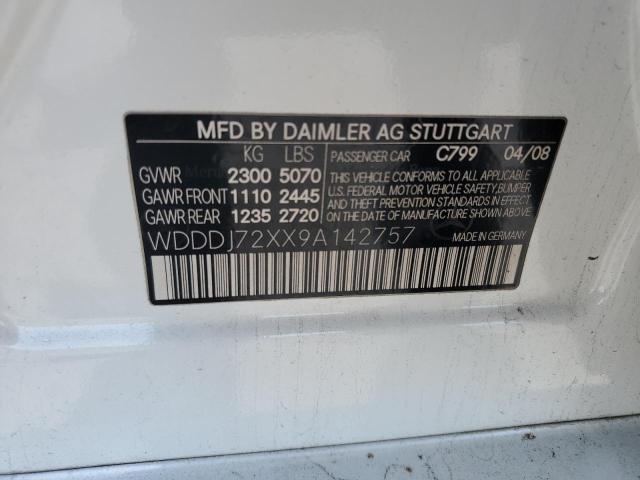 MFD BY DAIMLER AG STUTTGART
KG LBS
GVWR 2300 5070
GAWR FRONT 1110 2445
GAWR REAR 1235 2720
PASSENGER CAR C799 04/08
THIS VEHICLE CONFORMS TO ALL APPLICABLE
U.S. FEDERAL MOTOR VEHICLE SAFETY, BUMPER
AND THEFT PREVENTION STANDARDS IN EFFECT
ON THE DATE OF MANUFACTURE SHOWN ABOVE.
WDDDJ72XX9A142757
MADE IN GERMANY